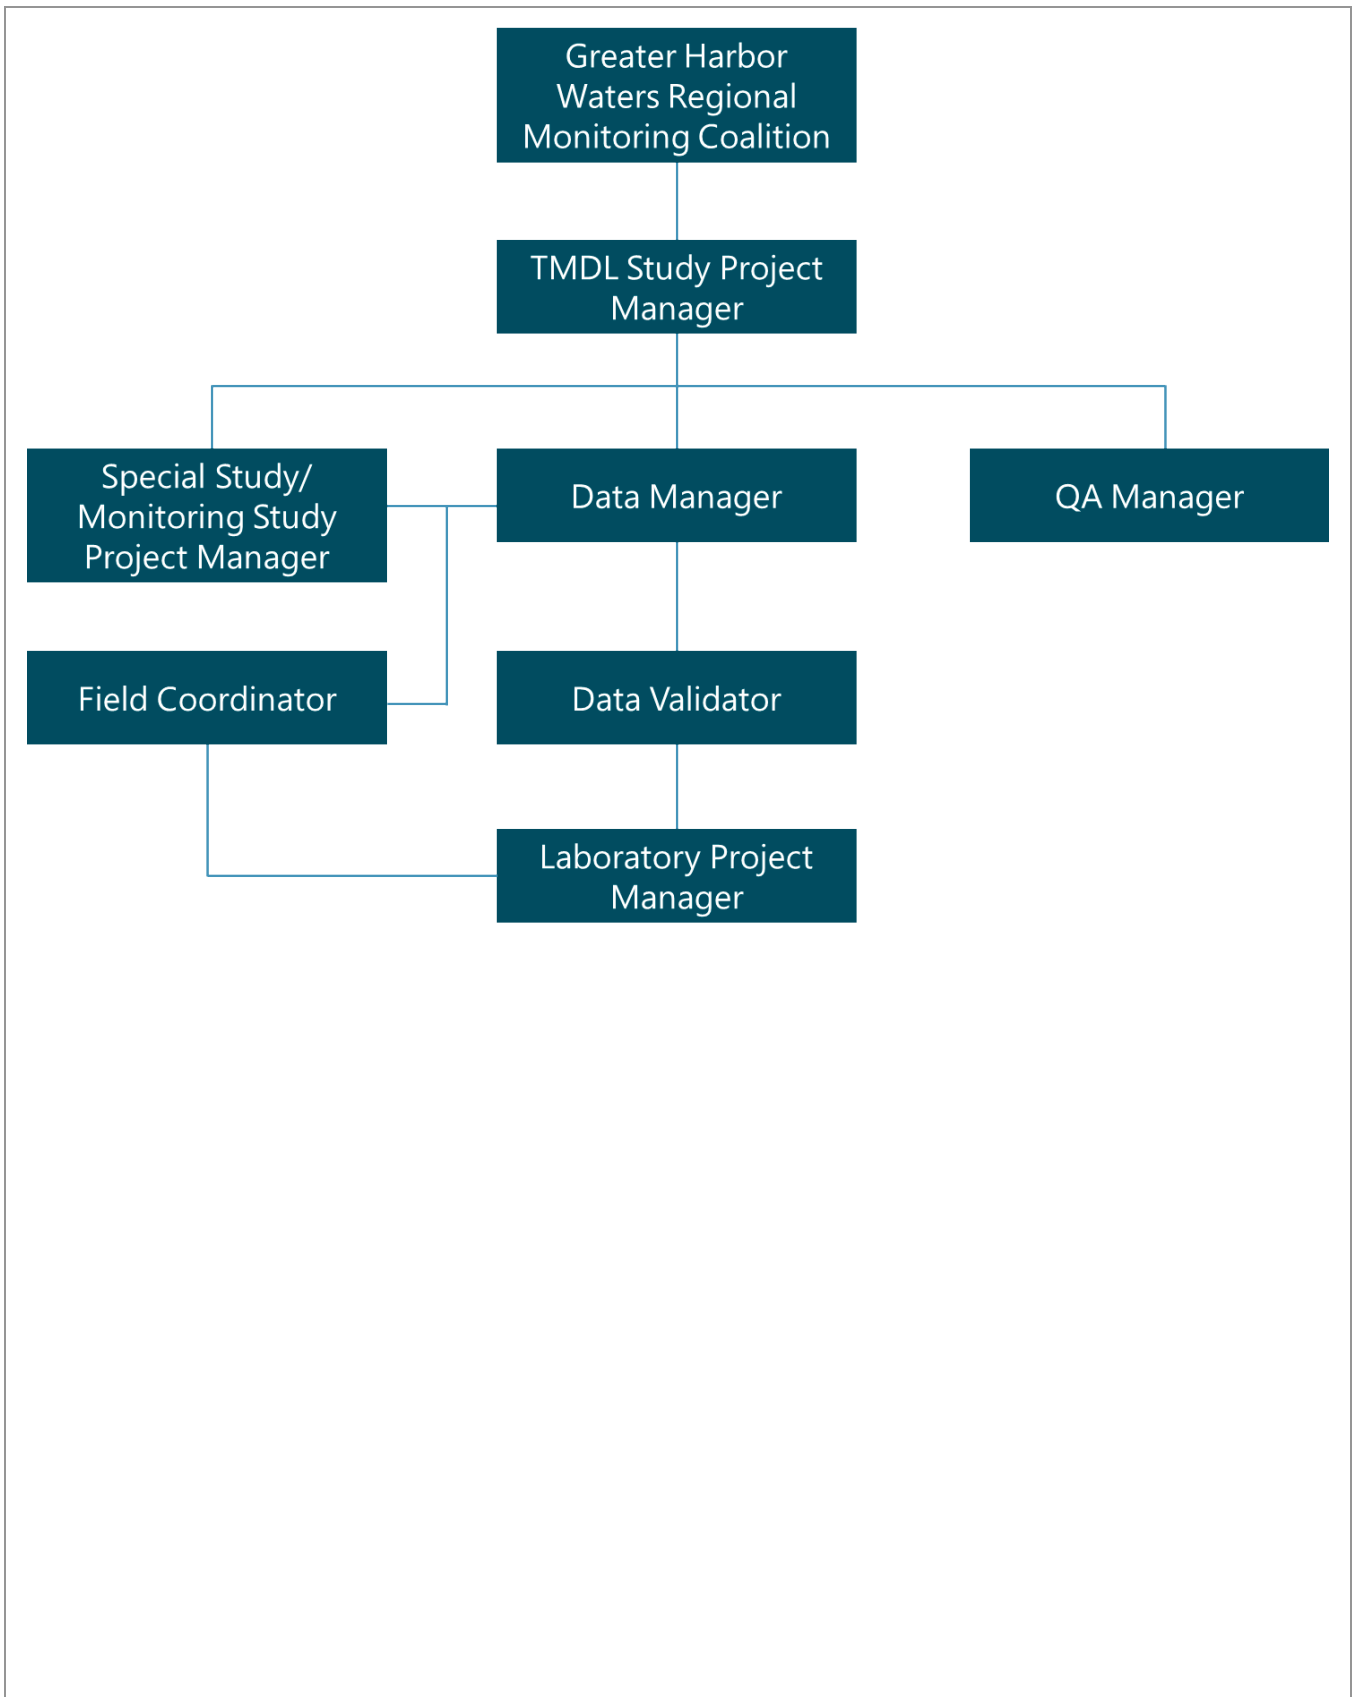 Greater Harbor
Waters Regional
Monitoring Coalition
TMDL Study Project
Manager
Special Study/
Monitoring Study
Project Manager
Data Manager
QA Manager
Field Coordinator
Data Validator
Laboratory Project
Manager